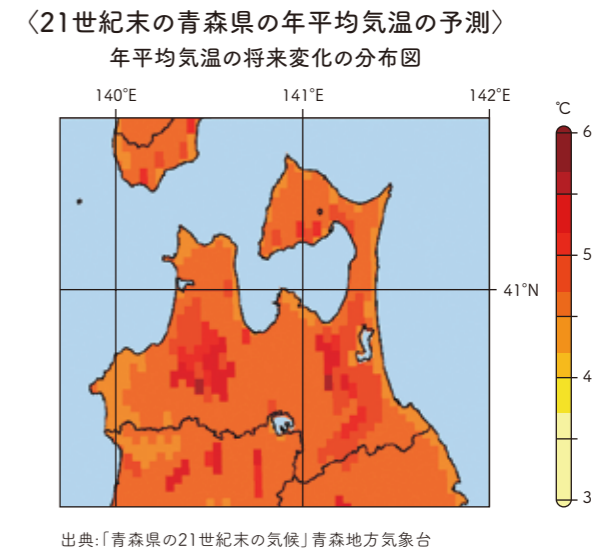 〈21世紀末の青森県の年平均気温の予測〉
年平均気温の将来変化の分布図
140°E 141°E 142°E
℃
6
5
41°N
4
3
出典:「青森県の21世紀末の気候」青森地方気象台